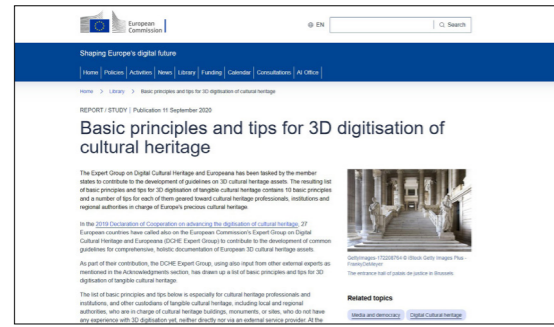 European
Commission
EN
Search
Shaping Europe's digital future
Home | Policies | Activities | News | Library | Funding | Calendar | Consultations | AI Office
Home > Library > Basic principles and tips for 3D digitisation of cultural heritage
REPORT / STUDY | Publication 11 September 2020
Basic principles and tips for 3D digitisation of
cultural heritage
The Expert Group on Digital Cultural Heritage and Europeana has been tasked by the member
states to contribute to the development of guidelines on 3D cultural heritage assets. The resulting list
of basic principles and tips for 3D digitisation of tangible cultural heritage contains 10 basic principles
and a number of tips for each of them geared toward cultural heritage professionals, institutions and
regional authorities in charge of Europe's precious cultural heritage.
In the 2019 Declaration of Cooperation on advancing the digitisation of cultural heritage, 27
European countries have called also on the European Commission's Expert Group on Digital
Cultural Heritage and Europeana (DCHE Expert Group) to contribute to the development of common
guidelines for comprehensive, holistic documentation of European 3D cultural heritage assets.
As part of their contribution, the DCHE Expert Group, using also input from other external experts as
mentioned in the Acknowledgments section, has drawn up a list of basic principles and tips for 3D
digitisation of tangible cultural heritage.
The list of basic principles and tips below is especially for cultural heritage professionals and
institutions, and other custodians of tangible cultural heritage, including local and regional
authorities, who are in charge of cultural heritage buildings, monuments, or sites, who do not have
any experience with 3D digitisation yet, neither directly nor via an external service provider. At the
GettyImages-172208794 © iStock Getty Images Plus -
The entrance hall of palais de justice in Brussels.
Related topics
Media and democracy
Digital Cultural heritage